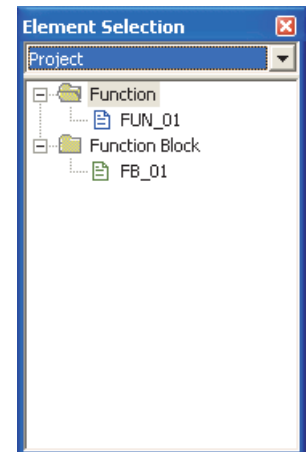 Element Selection
Project
Function
FUN_01
Function Block
FB_01